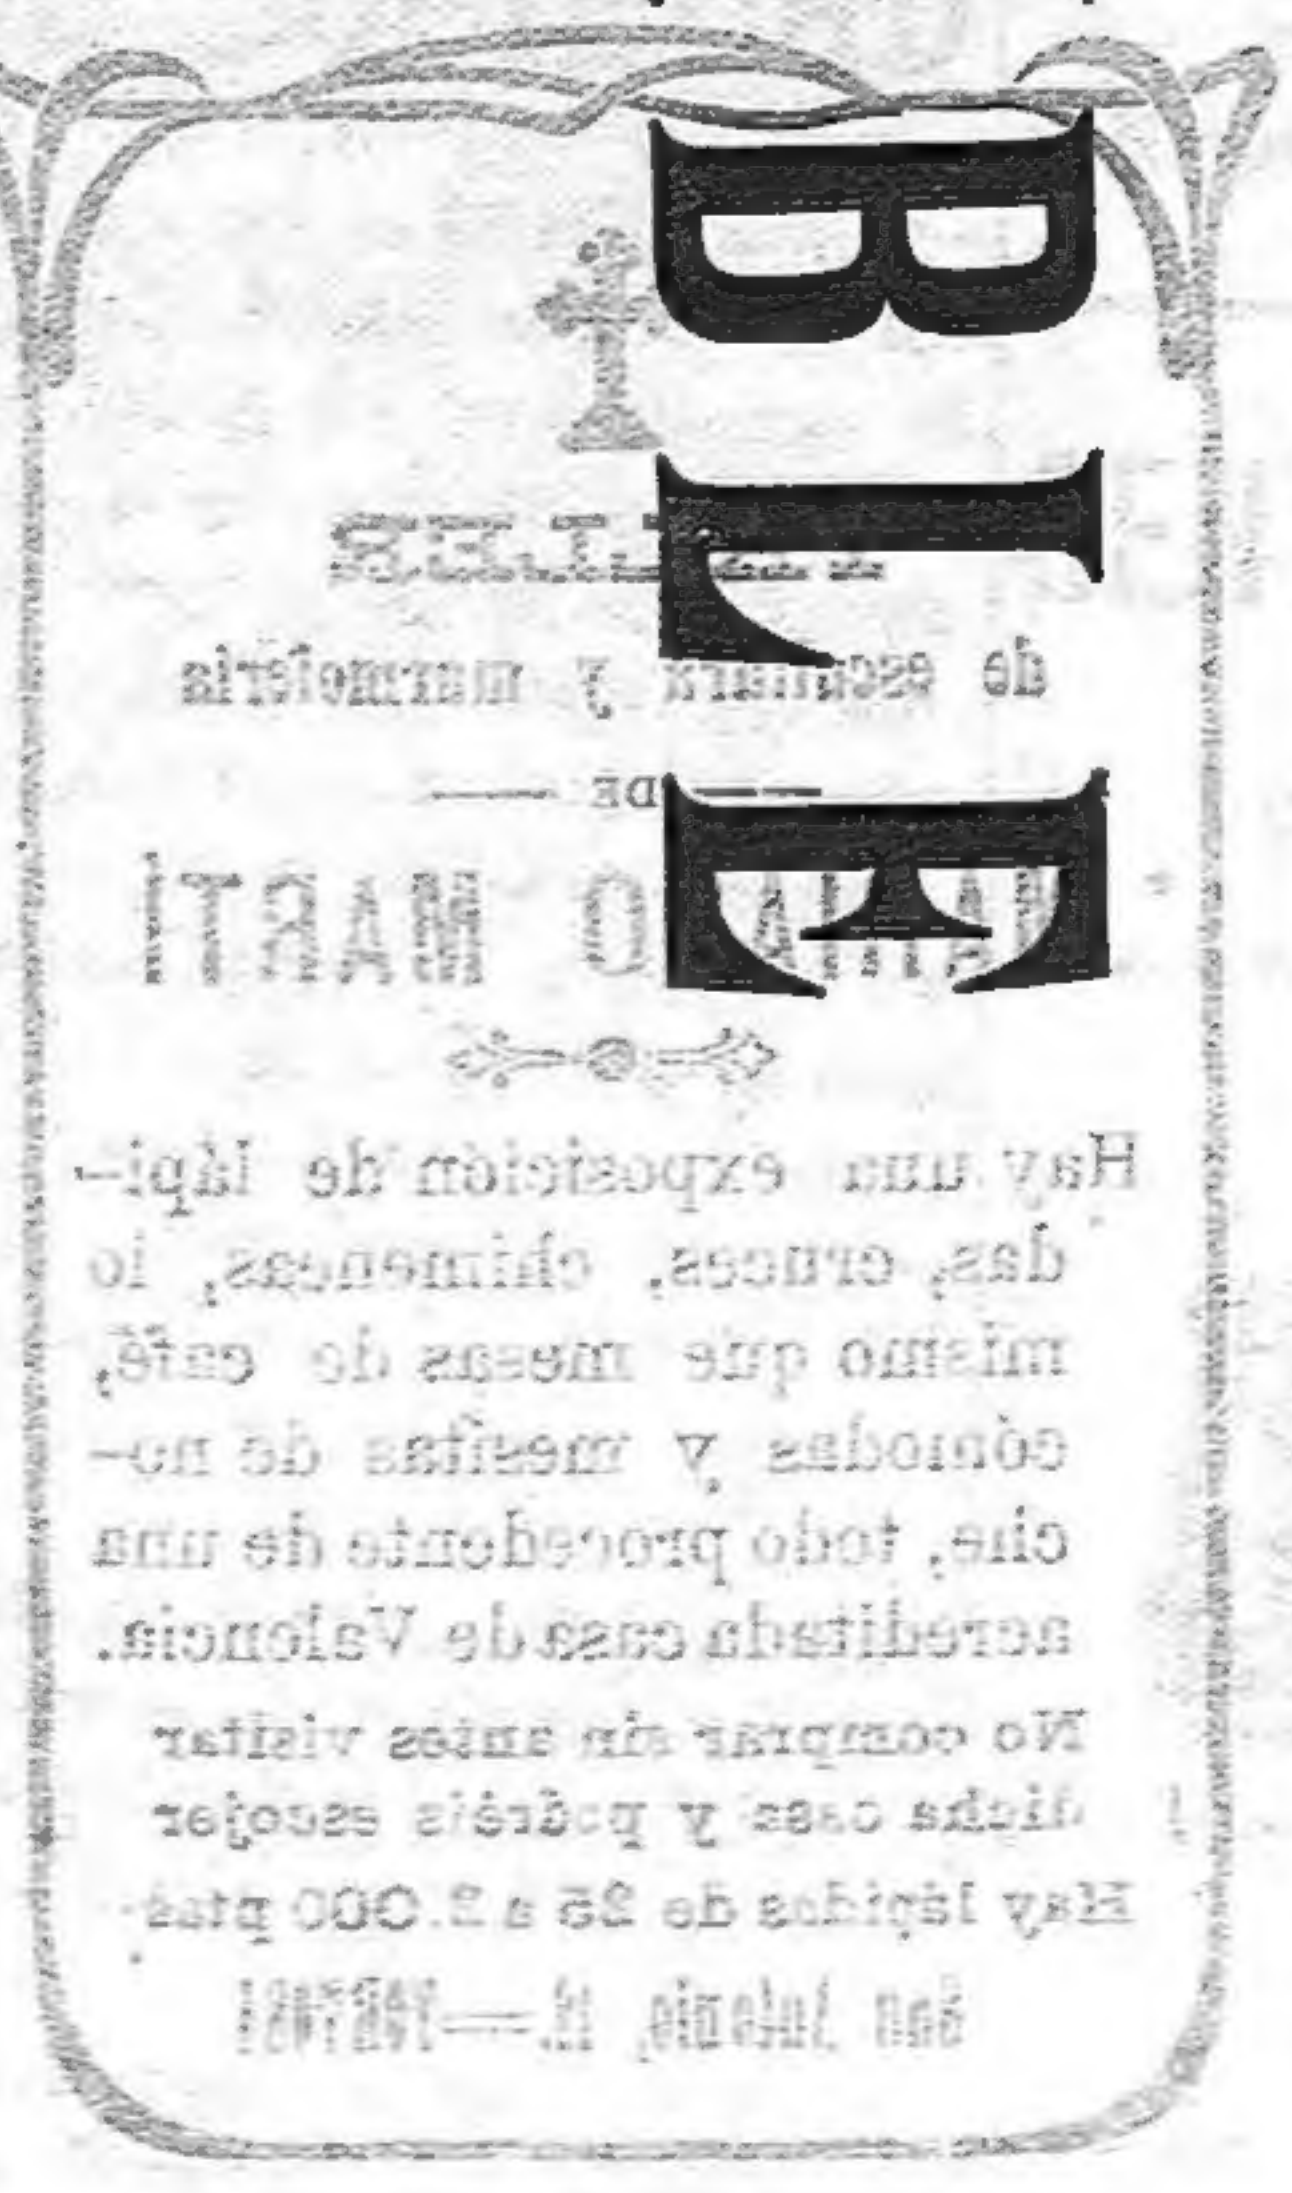 BLE
TALLER
de escultura y marmolería
— DE —
MARTÍ
Hay una exposición de lápi-
das, cruces, chimeneas, lo
mismo que mesas de café,
cómodas y mesitas de no-
che, todo procedente de una
acreditada casa de Valencia.
No comprar sin antes visitar
dicha casa y podréis escojer
Hay lápidas de 25 a 2.000 ptas
San Antonio,